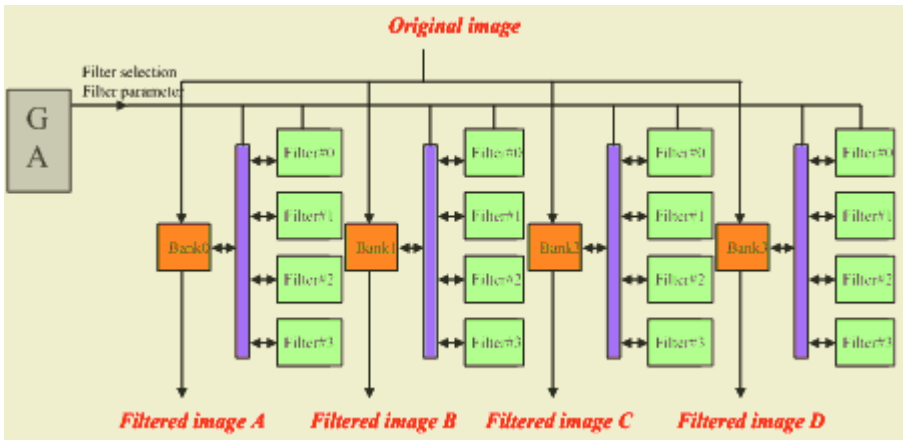 Original image
Filter selection
Filter parameter
G
A
Filter#0
Filter#0
Filter#0
Filter#0
Filter#1
Filter#1
Filter#1
Filter#1
Bank0
Bank1
Bank3
Filter#2
Filter#2
Filter#2
Filter#2
Filter#3
Filter#3
Filter#3
Filter#3
Filtered image A
Filtered image B
Filtered image C
Filtered image D